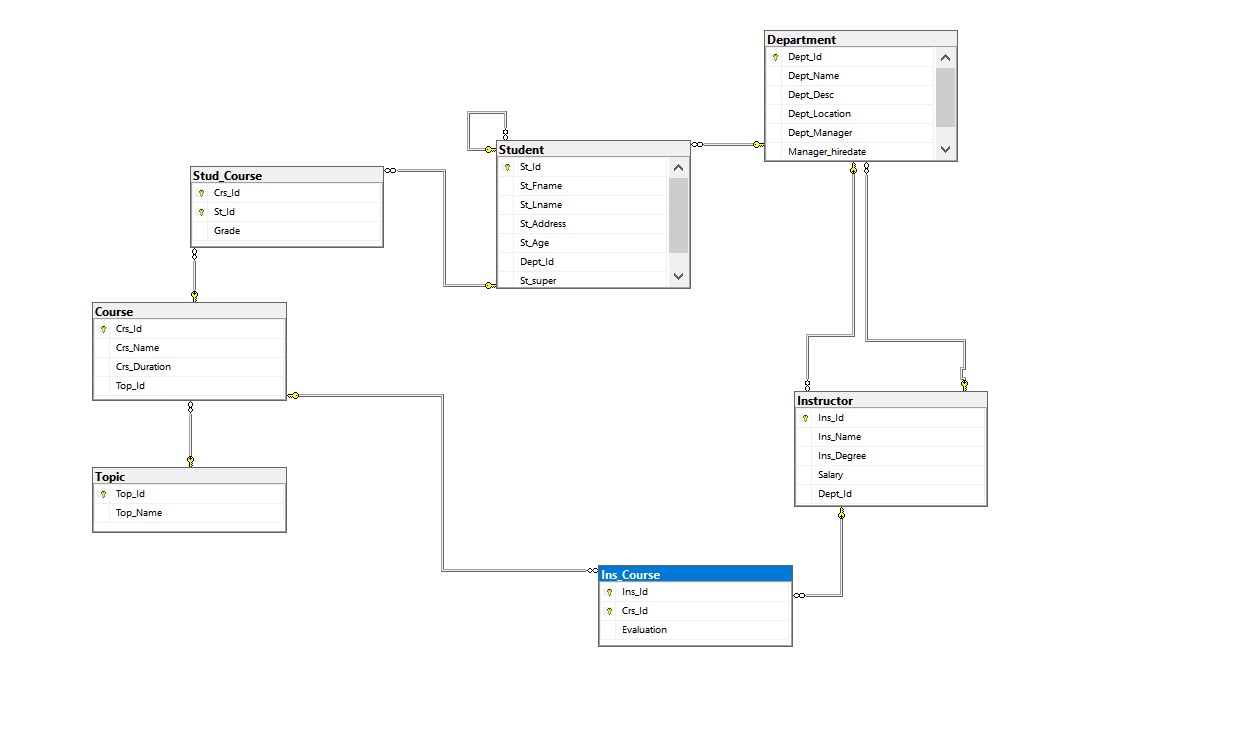 Department
Dept_Id
Dept_Name
Dept_Desc
Dept_Location
Dept_Manager
Manager_hiredate
Student
St_Id
St_Fname
St_Lname
St_Address
St_Age
Dept_Id
St_super
Stud_Course
Crs_Id
St_Id
Grade
Course
Crs_Id
Crs_Name
Crs_Duration
Top_Id
Topic
Top_Id
Top_Name
Instructor
Ins_Id
Ins_Name
Ins_Degree
Salary
Dept_Id
Ins_Course
Ins_Id
Crs_Id
Evaluation